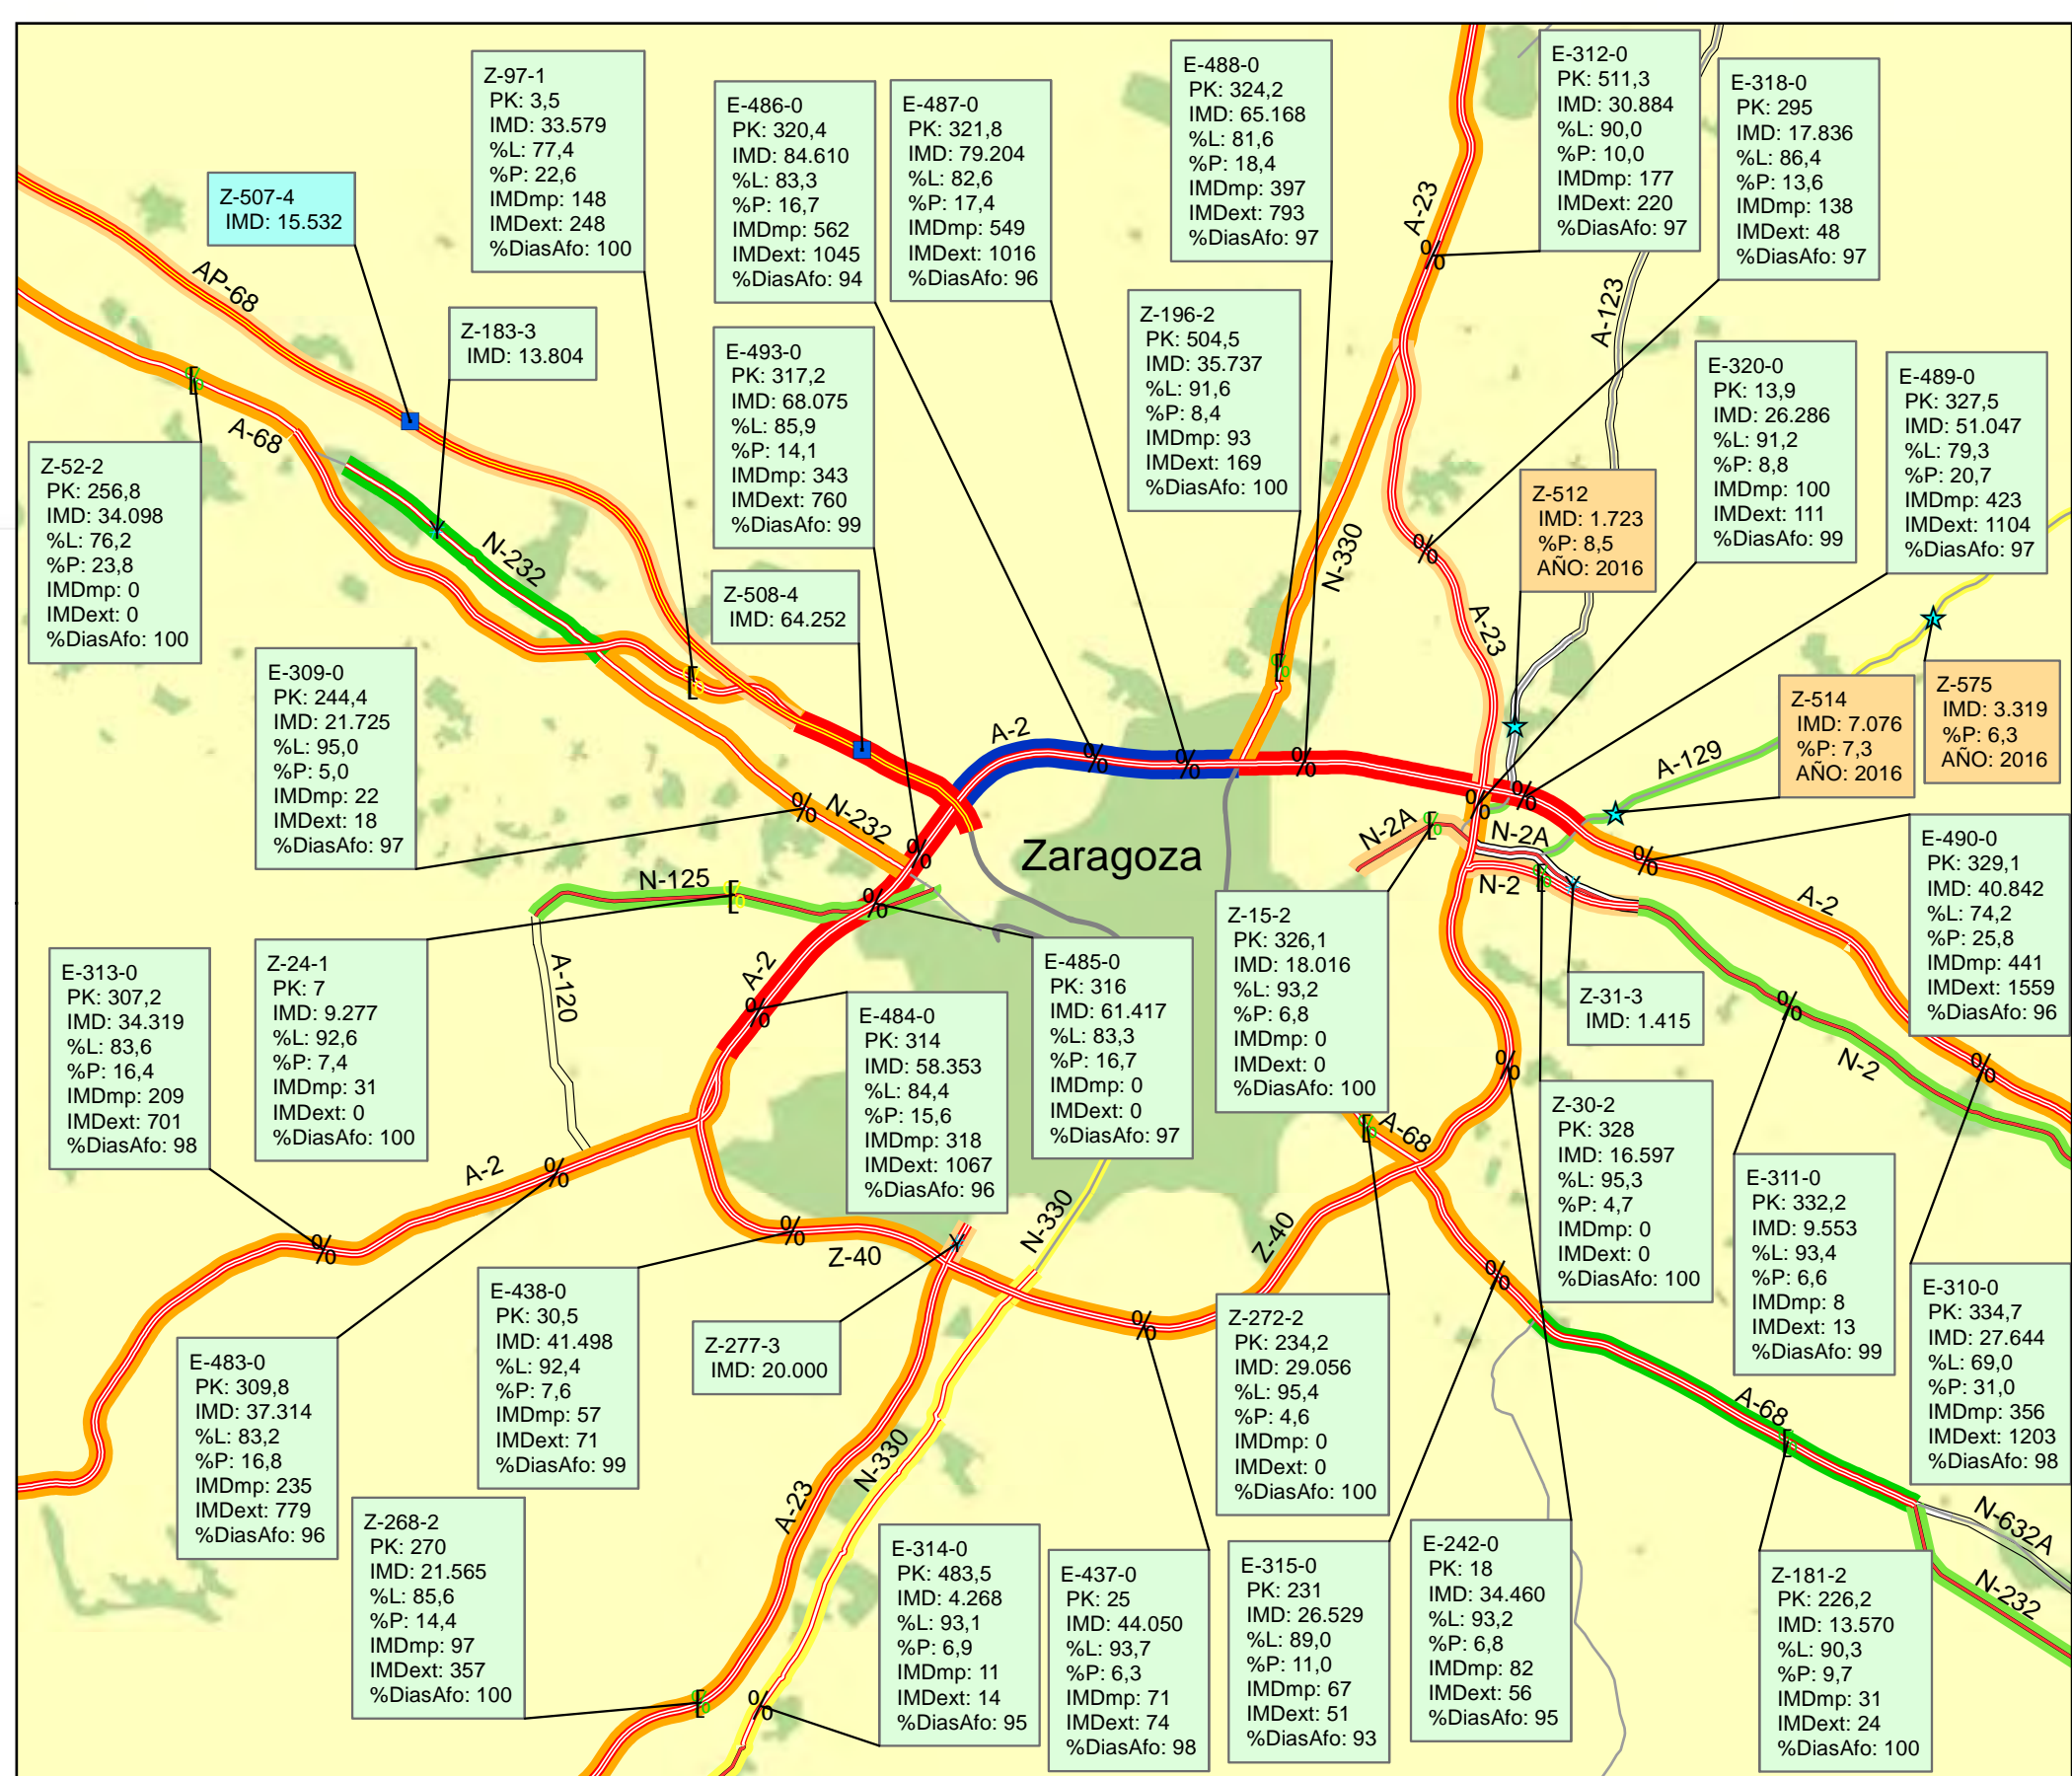 Z-97-1
PK: 3,5
IMD: 33.579
%L: 77,4
%P: 22,6
IMDmp: 148
IMDext: 248
%DiasAfo: 100
E-486-0
PK: 320,4
IMD: 84.610
%L: 83,3
%P: 16,7
IMDmp: 562
IMDext: 1045
%DiasAfo: 94
E-487-0
PK: 321,8
IMD: 79.204
%L: 82,6
%P: 17,4
IMDmp: 549
IMDext: 1016
%DiasAfo: 96
E-488-0
PK: 324,2
IMD: 65.168
%L: 81,6
%P: 18,4
IMDmp: 397
IMDext: 793
%DiasAfo: 97
E-312-0
PK: 511,3
IMD: 30.884
%L: 90,0
%P: 10,0
IMDmp: 177
IMDext: 220
%DiasAfo: 97
E-318-0
PK: 295
IMD: 17.836
%L: 86,4
%P: 13,6
IMDmp: 138
IMDext: 48
%DiasAfo: 97
Z-507-4
IMD: 15.532
AP-68
A-23
A-123
Z-183-3
IMD: 13.804
E-493-0
PK: 317,2
IMD: 68.075
%L: 85,9
%P: 14,1
IMDmp: 343
IMDext: 760
%DiasAfo: 99
Z-196-2
PK: 504,5
IMD: 35.737
%L: 91,6
%P: 8,4
IMDmp: 93
IMDext: 169
%DiasAfo: 100
E-320-0
PK: 13,9
IMD: 26.286
%L: 91,2
%P: 8,8
IMDmp: 100
IMDext: 111
%DiasAfo: 99
E-489-0
PK: 327,5
IMD: 51.047
%L: 79,3
%P: 20,7
IMDmp: 423
IMDext: 1104
%DiasAfo: 97
A-68
Z-52-2
PK: 256,8
IMD: 34.098
%L: 76,2
%P: 23,8
IMDmp: 0
IMDext: 0
%DiasAfo: 100
N-232
Z-512
IMD: 1.723
%P: 8,5
AÑO: 2016
N-330
Z-508-4
IMD: 64.252
A-23
E-309-0
PK: 244,4
IMD: 21.725
%L: 95,0
%P: 5,0
IMDmp: 22
IMDext: 18
%DiasAfo: 97
Z-514
IMD: 7.076
%P: 7,3
AÑO: 2016
Z-575
IMD: 3.319
%P: 6,3
AÑO: 2016
A-2
A-129
N-232
N-2A
N-2A
Zaragoza
N-125
N-2
A-2
E-490-0
PK: 329,1
IMD: 40.842
%L: 74,2
%P: 25,8
IMDmp: 441
IMDext: 1559
%DiasAfo: 96
Z-15-2
PK: 326,1
IMD: 18.016
%L: 93,2
%P: 6,8
IMDmp: 0
IMDext: 0
%DiasAfo: 100
E-313-0
PK: 307,2
IMD: 34.319
%L: 83,6
%P: 16,4
IMDmp: 209
IMDext: 701
%DiasAfo: 98
Z-24-1
PK: 7
IMD: 9.277
%L: 92,6
%P: 7,4
IMDmp: 31
IMDext: 0
%DiasAfo: 100
A-120
A-2
E-485-0
PK: 316
IMD: 61.417
%L: 83,3
%P: 16,7
IMDmp: 0
IMDext: 0
%DiasAfo: 97
E-484-0
PK: 314
IMD: 58.353
%L: 84,4
%P: 15,6
IMDmp: 318
IMDext: 1067
%DiasAfo: 96
Z-31-3
IMD: 1.415
N-2
Z-30-2
PK: 328
IMD: 16.597
%L: 95,3
%P: 4,7
IMDmp: 0
IMDext: 0
%DiasAfo: 100
A-68
A-2
E-311-0
PK: 332,2
IMD: 9.553
%L: 93,4
%P: 6,6
IMDmp: 8
IMDext: 13
%DiasAfo: 99
N-330
Z-40
Z-40
E-438-0
PK: 30,5
IMD: 41.498
%L: 92,4
%P: 7,6
IMDmp: 57
IMDext: 71
%DiasAfo: 99
E-310-0
PK: 334,7
IMD: 27.644
%L: 69,0
%P: 31,0
IMDmp: 356
IMDext: 1203
%DiasAfo: 98
Z-277-3
IMD: 20.000
Z-272-2
PK: 234,2
IMD: 29.056
%L: 95,4
%P: 4,6
IMDmp: 0
IMDext: 0
%DiasAfo: 100
E-483-0
PK: 309,8
IMD: 37.314
%L: 83,2
%P: 16,8
IMDmp: 235
IMDext: 779
%DiasAfo: 96
A-68
N-330
A-23
Z-268-2
PK: 270
IMD: 21.565
%L: 85,6
%P: 14,4
IMDmp: 97
IMDext: 357
%DiasAfo: 100
N-632A
E-314-0
PK: 483,5
IMD: 4.268
%L: 93,1
%P: 6,9
IMDmp: 11
IMDext: 14
%DiasAfo: 95
E-437-0
PK: 25
IMD: 44.050
%L: 93,7
%P: 6,3
IMDmp: 71
IMDext: 74
%DiasAfo: 98
E-315-0
PK: 231
IMD: 26.529
%L: 89,0
%P: 11,0
IMDmp: 67
IMDext: 51
%DiasAfo: 93
E-242-0
PK: 18
IMD: 34.460
%L: 93,2
%P: 6,8
IMDmp: 82
IMDext: 56
%DiasAfo: 95
Z-181-2
PK: 226,2
IMD: 13.570
%L: 90,3
%P: 9,7
IMDmp: 31
IMDext: 24
%DiasAfo: 100
N-232